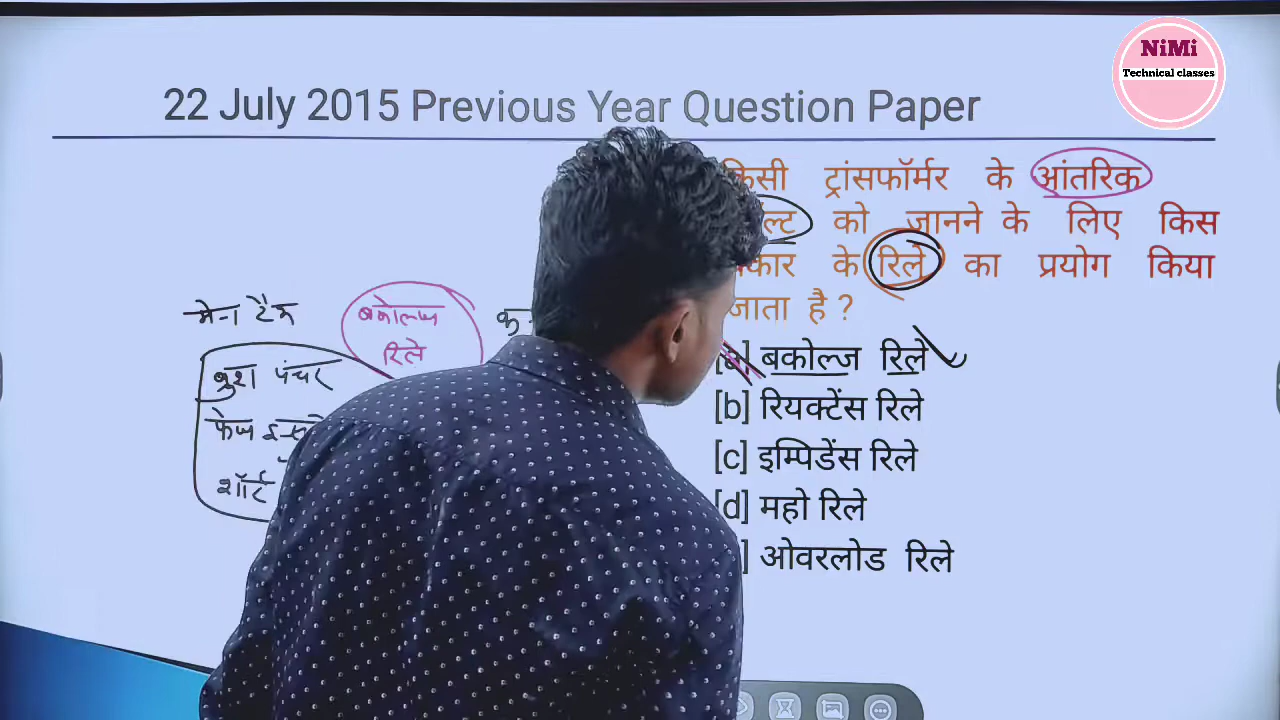 NiMi
Technical classes
22 July 2015 Previous Year Question Paper
किसी ट्रांसफॉर्मर के आंतरिक
को जानने के लिए किस
के रिले का प्रयोग किया
जाता है ?
[a] बकोल्ज रिले
[b] रियक्टेंस रिले
[c] इम्पिडेंस रिले
[d] महो रिले
ओवरलोड रिले
मेन टैंक
बकोल्ज
रिले
पंचर
फेज
शॉर्ट